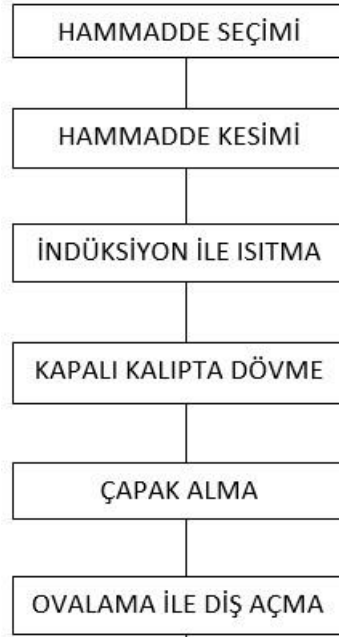 HAMMADDE SEÇİMİ
HAMMADDE KESİMİ
İNDÜKSİYON İLE ISITMA
KAPALI KALIPTA DÖVME
ÇAPAK ALMA
OVALAMA İLE DİŞ AÇMA